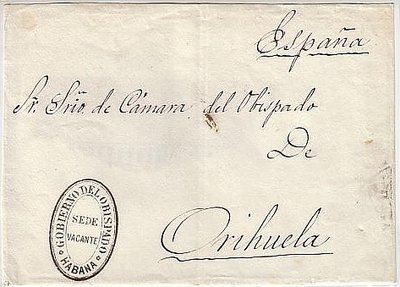 España
Sr. Srio. de Cámara del Obispado
De
Orihuela
GOBIERNO DEL OBISPADO
SEDE
VACANTE
HABANA